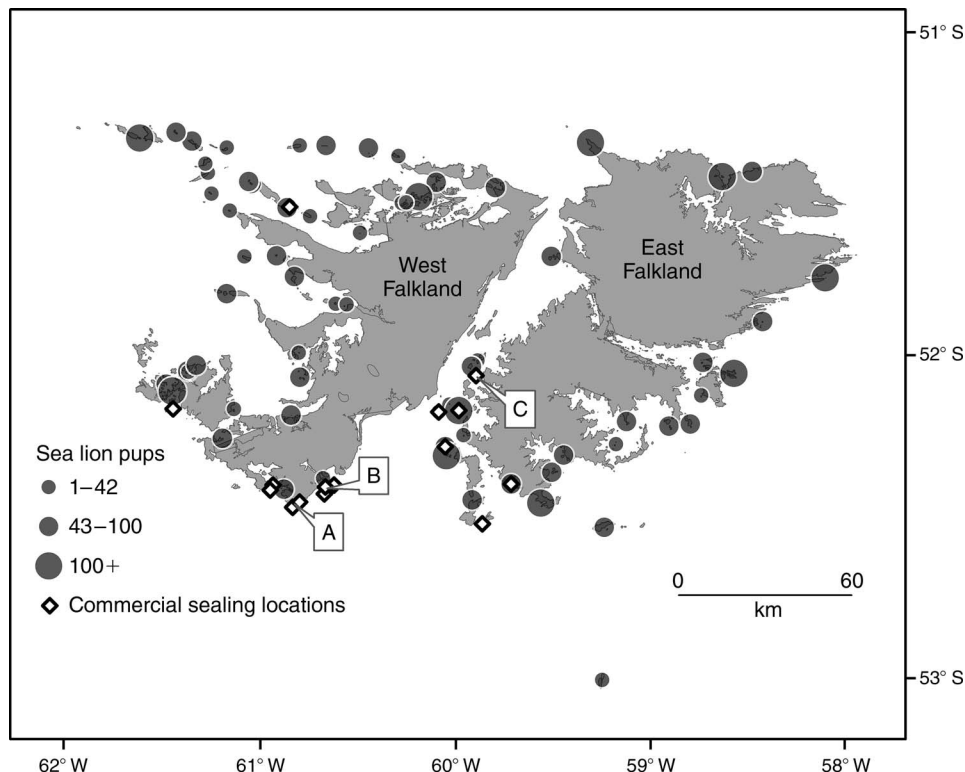 51° S
West
Falkland
East
Falkland
52° S
C
Sea lion pups
1–42
B
43–100
A
100+
0 60
Commercial sealing locations
km
53° S
62° W 61° W 60° W 59° W 58° W